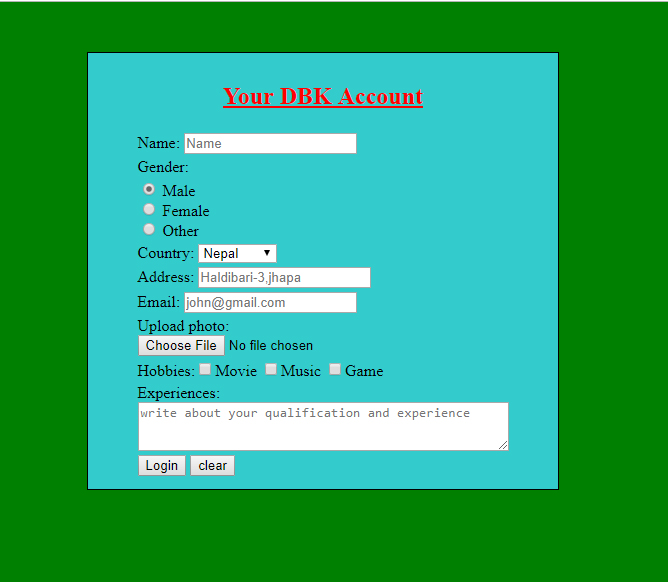 Your DBK Account
Name: Name
Gender:
Male
Female
Other
Country: Nepal
Address: Haldibari-3,jhapa
Email: john@gmail.com
Upload photo:
Choose File No file chosen
Hobbies: Movie Music Game
Experiences:
write about your qualification and experience
Login clear